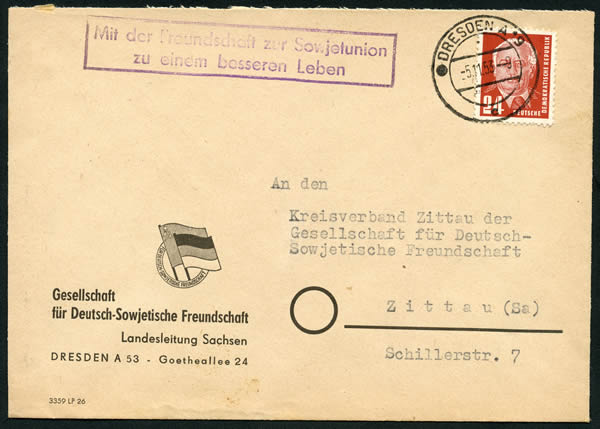 Mit der Freundschaft zur Sowjetunion
zu einem besseren Leben
DRESDEN A
24
DEUTSCHE
DEMOKRATISCHE REPUBLIK
An den
Kreisverband Zittau der
Gesellschaft für Deutsch-
Sowjetische Freundschaft
Zittau (Sa)
Schillerstr. 7
Gesellschaft
für Deutsch-Sowjetische Freundschaft
Landesleitung Sachsen
DRESDEN A 53 - Goetheallee 24
3359 LP 26